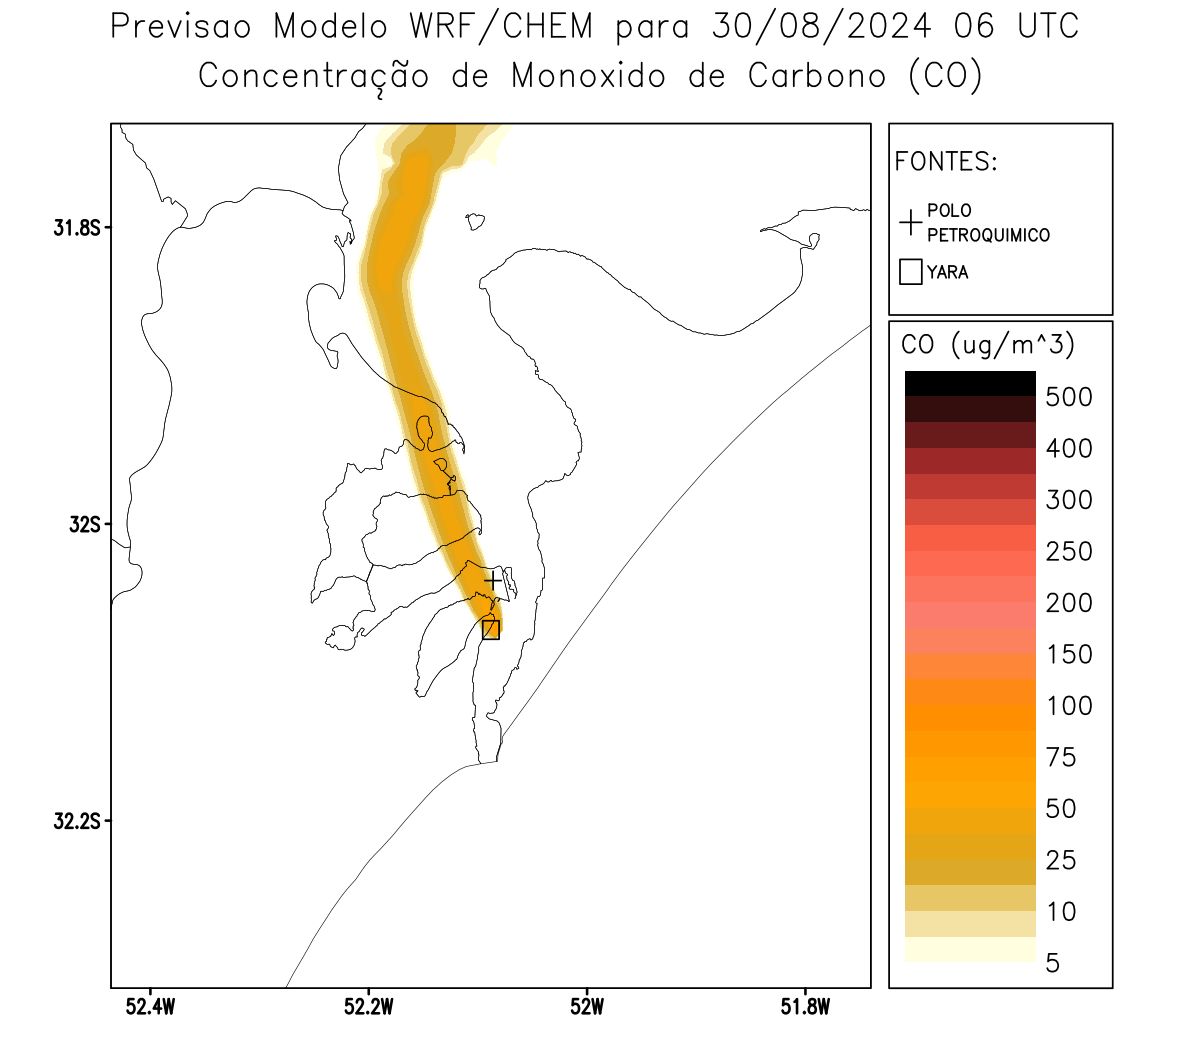 Previsao Modelo WRF/CHEM para 30/08/2024 06 UTC
Concentração de Monoxido de Carbono (CO)
FONTES:
POLO
PETROQUIMICO
YARA
CO (ug/m^3)
500
400
300
250
200
150
100
75
50
25
10
5
31.8S
32S
32.2S
52.4W
52.2W
52W
51.8W